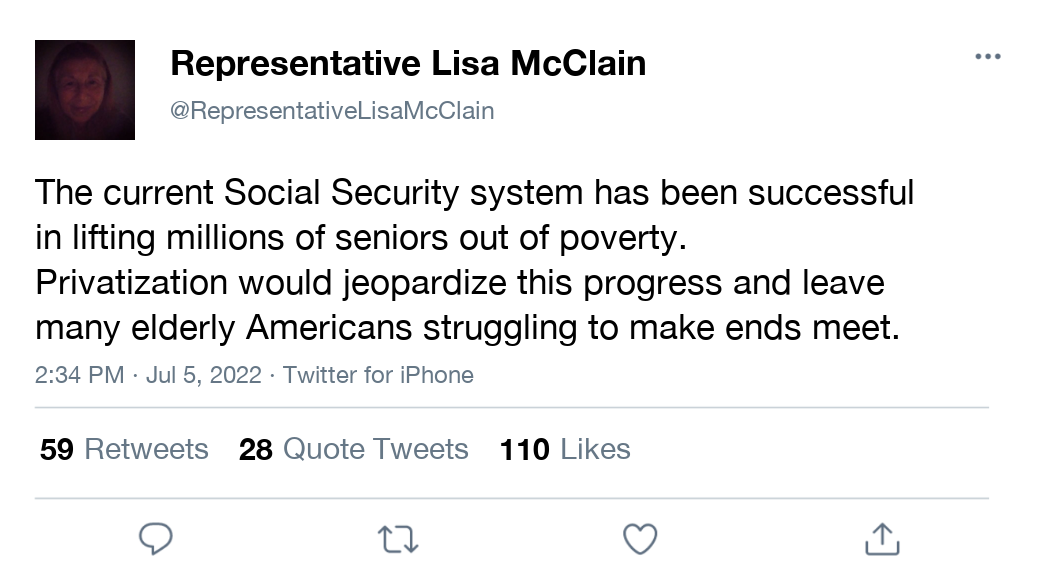 Representative Lisa McClain
@RepresentativeLisaMcClain
The current Social Security system has been successful
in lifting millions of seniors out of poverty.
Privatization would jeopardize this progress and leave
many elderly Americans struggling to make ends meet.
2:34 PM · Jul 5, 2022 · Twitter for iPhone
59 Retweets 28 Quote Tweets 110 Likes